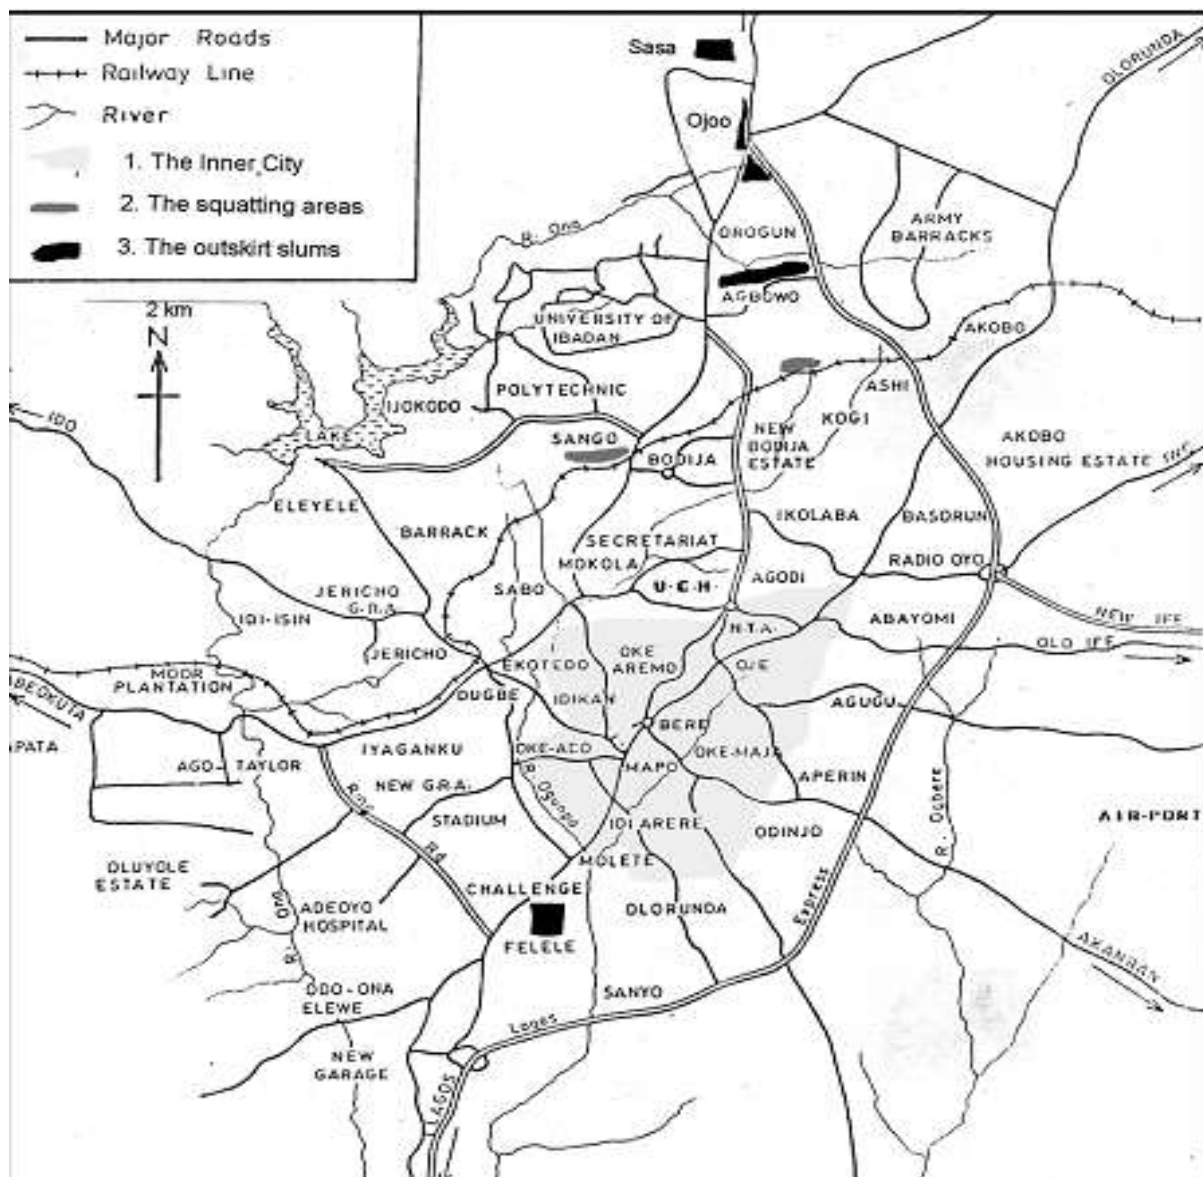 Major Roads
Railway Line
River
1. The Inner City
2. The squatting areas
3. The outskirt slums
Sasa
OLORUNDA
Ojoo
R. Ona
OROGUN
ARMY
BARRACKS
AGBOWO
2 km
N
UNIVERSITY OF
IBADAN
AKOBO
POLYTECHNIC
IJOKODO
ASHI
KOGI
IDO
LAKE
SANGO
BODIJA
NEW
BODIJA
ESTATE
AKOBO
HOUSING ESTATE
ELEYELE
BARRACK
IKOLABA
BASORUN
SECRETARIAT
MOKOLA
RADIO OYO
U.C.H.
AGODI
SABO
JERICHO
G.R.A.
IDI-ISIN
NEW IFE
N.T.A.
ABAYOMI
OLD IFE
JERICHO
EKOTEDO
OKE
AREMO
OJE
MOOR
PLANTATION
DUGBE
IDIKAN
ABEOKUTA
BERE
AGUGU
APATA
IYAGANKU
OKE-ADO
MAPO
OKE-MAJA
AGO-TAYLOR
APERIN
NEW G.R.A.
R. Ogunpa
R. Ogbere
Ring
Rd
STADIUM
IDI ARERE
ODINJO
AIR-PORT
OLUYOLE
ESTATE
MOLETE
CHALLENGE
Express
ADEOYO
HOSPITAL
OLORUNDA
R. Ona
FELELE
AKANRAN
ODO-ONA
ELEWE
SANYO
Lagos
NEW
GARAGE
LAGOS